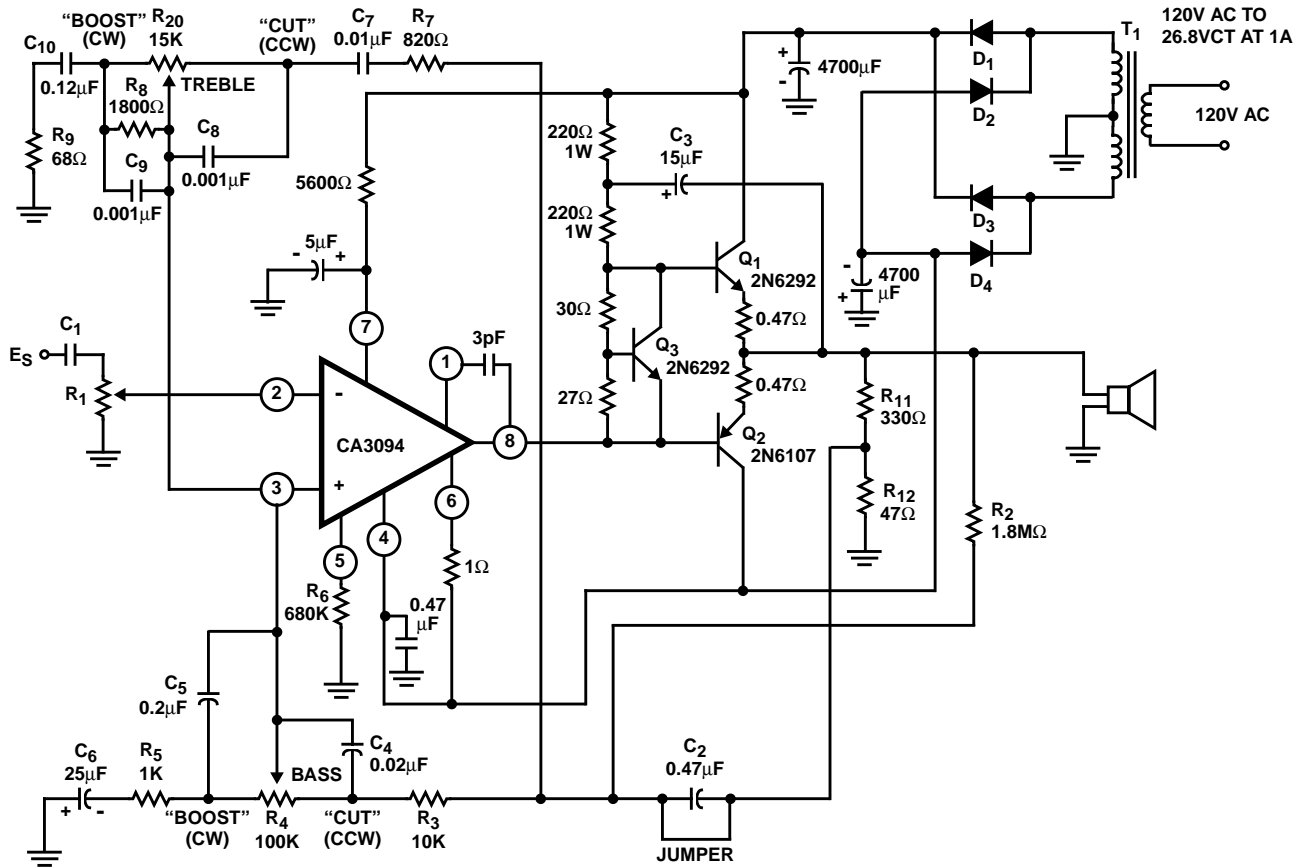 “BOOST”
(CW)
R20
15K
“CUT”
(CCW)
C7
0.01μF
R7
820Ω
C10
0.12μF
TREBLE
R8
1800Ω
R9
68Ω
C8
0.001μF
C9
0.001μF
5600Ω
220Ω
1W
C3
15μF
+
220Ω
1W
+
-
4700μF
D1
D2
T1
120V AC TO
26.8VCT AT 1A
120V AC
D3
D4
-
+
4700
μF
- 5μF +
7
Q1
2N6292
30Ω
0.47Ω
Q3
2N6292
27Ω
0.47Ω
Q2
2N6107
C1
ES
R1
2
-
1
3pF
CA3094
8
3
+
6
4
5
R6
680K
1Ω
0.47
μF
R11
330Ω
R12
47Ω
R2
1.8MΩ
C5
0.2μF
C6
25μF
+ -
R5
1K
BASS
C4
0.02μF
“BOOST”
(CW)
R4
100K
“CUT”
(CCW)
R3
10K
C2
0.47μF
JUMPER